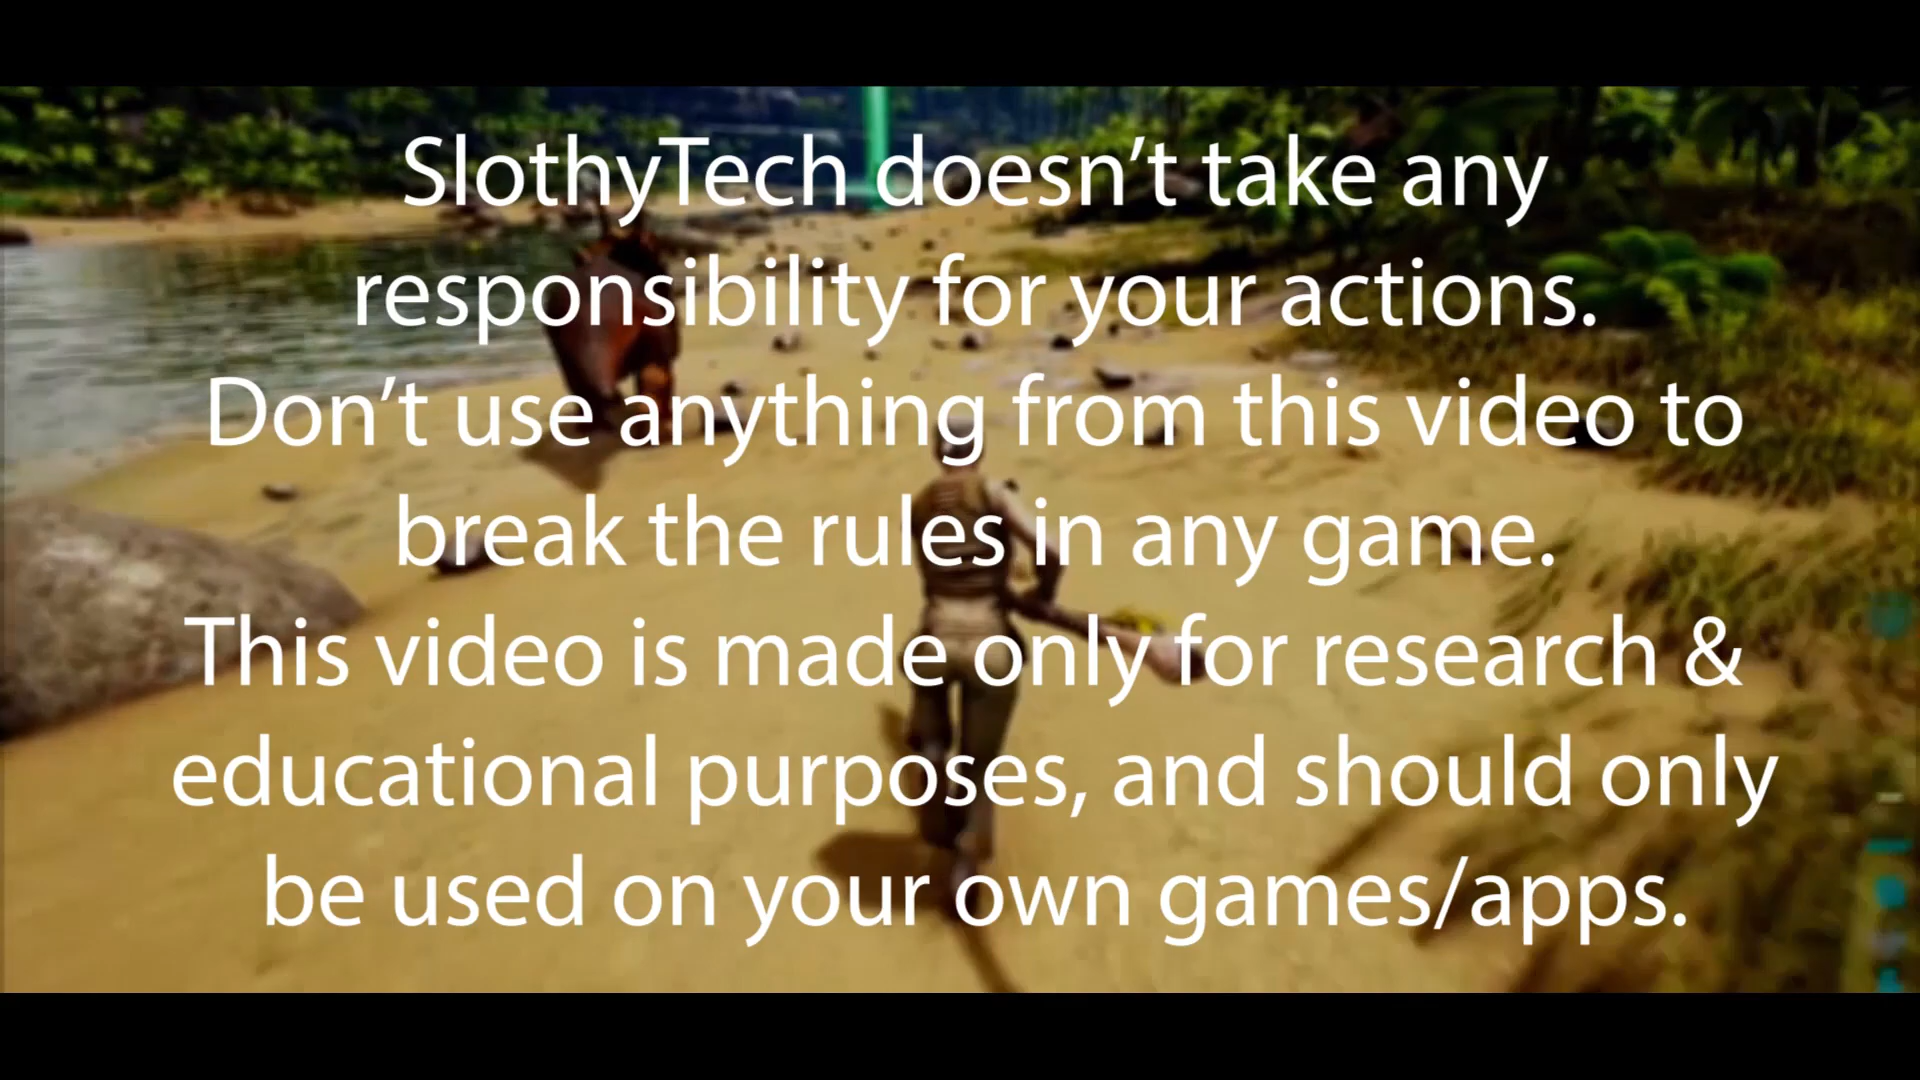 SlothyTech doesn’t take any
responsibility for your actions.
Don’t use anything from this video to
break the rules in any game.
This video is made only for research &
educational purposes, and should only
be used on your own games/apps.